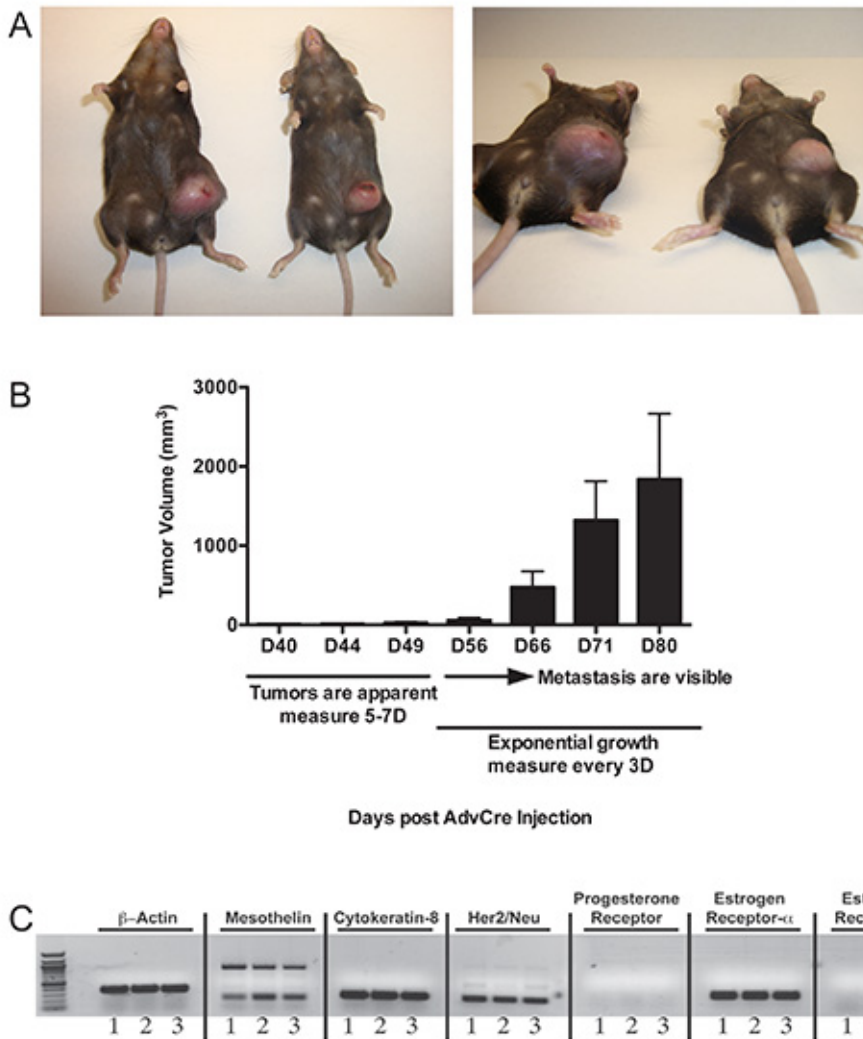 A
B
Tumor Volume (mm³)
3000
2000
1000
0
D40 D44 D49 D56 D66 D71 D80
Tumors are apparent
measure 5-7D
Metastasis are visible
Exponential growth
measure every 3D
Days post AdvCre Injection
C
β-Actin
Mesothelin
Cytokeratin-8
Her2/Neu
Progesterone
Receptor
Estrogen
Receptor-α
Est
Rec
1 2 3 1 2 3 1 2 3 1 2 3 1 2 3 1 2 3 1